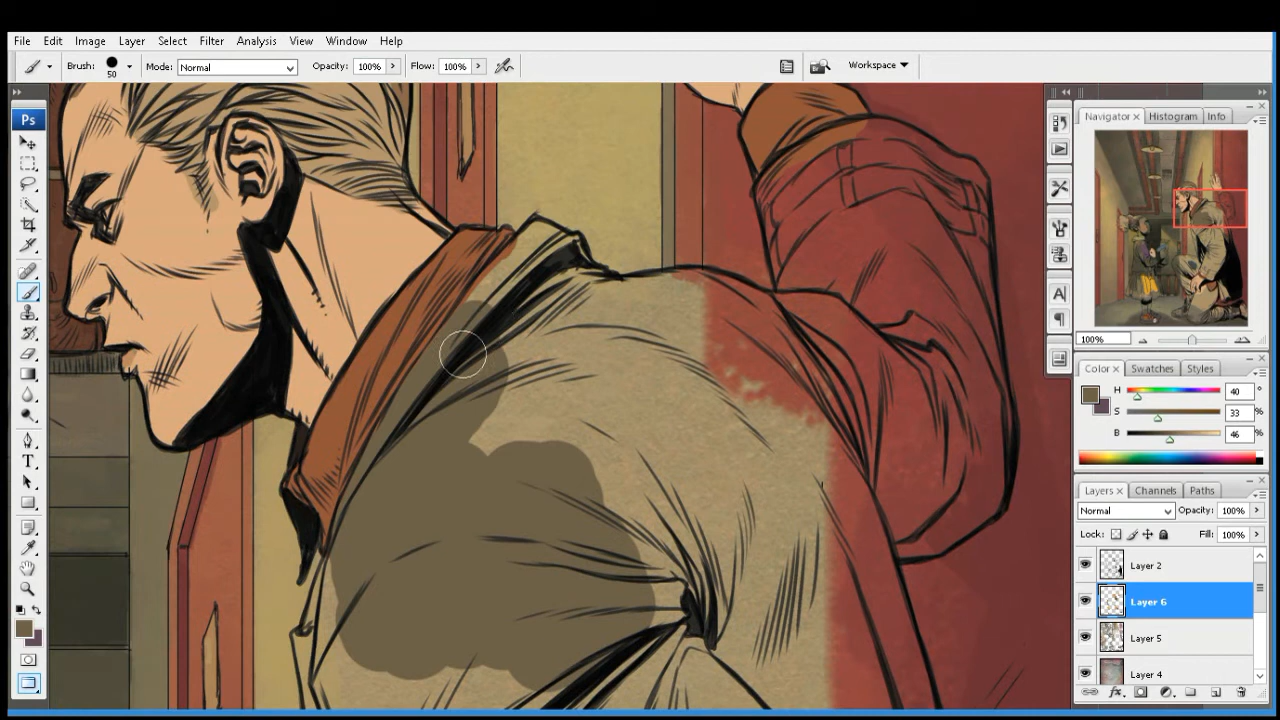 File Edit Image Layer Select Filter Analysis View Window Help
Brush: 50 Mode: Normal Opacity: 100% Flow: 100% Workspace
Ps
Navigator Histogram Info
100%
Color Swatches Styles
H 40 °
S 33 %
B 46 %
Layers Channels Paths
Normal Opacity: 100%
Lock: Fill: 100%
Layer 2
Layer 6
Layer 5
Layer 4